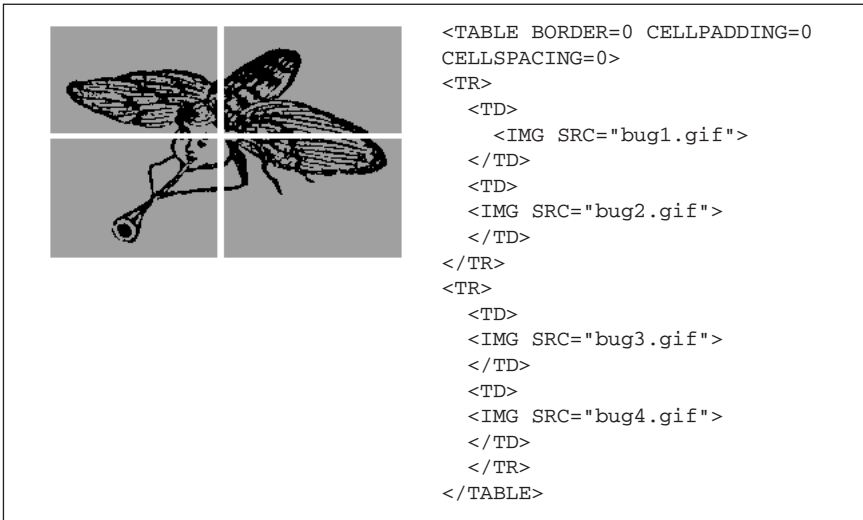 <TABLE BORDER=0 CELLPADDING=0
CELLSPACING=0>
<TR>
<TD>
<IMG SRC="bug1.gif">
</TD>
<TD>
<IMG SRC="bug2.gif">
</TD>
</TR>
<TR>
<TD>
<IMG SRC="bug3.gif">
</TD>
<TD>
<IMG SRC="bug4.gif">
</TD>
</TR>
</TABLE>